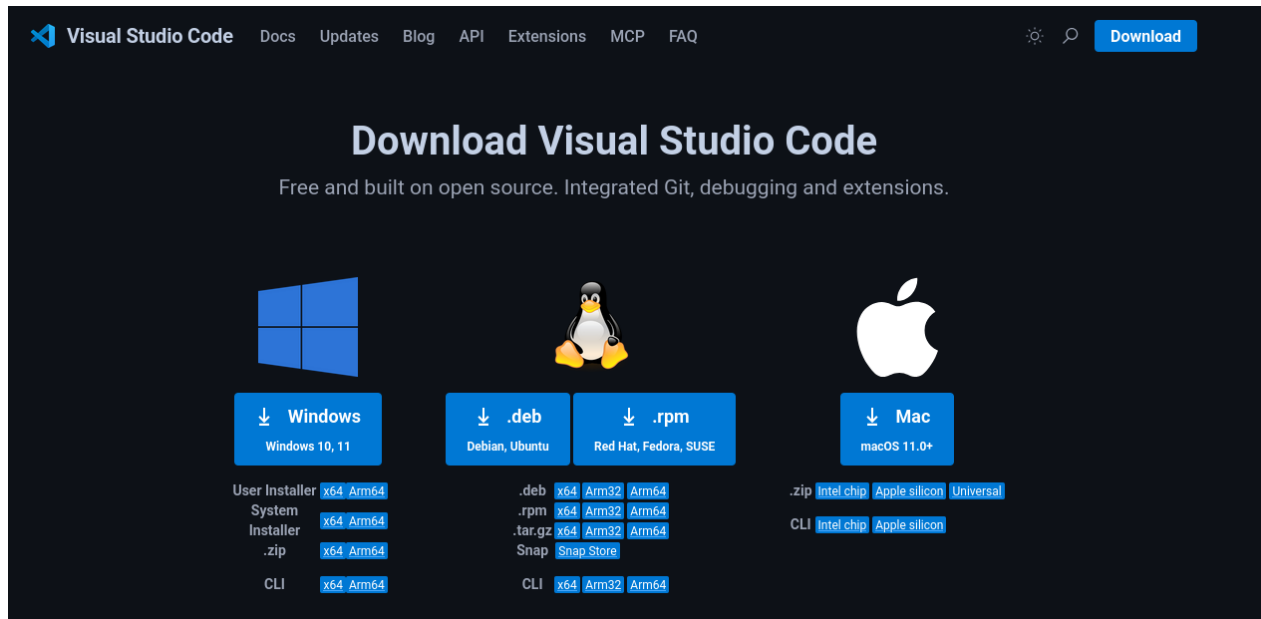 Visual Studio Code Docs Updates Blog API Extensions MCP FAQ Download
Download Visual Studio Code
Free and built on open source. Integrated Git, debugging and extensions.
Windows
Windows 10, 11
User Installer x64 Arm64
System
Installer x64 Arm64
.zip x64 Arm64
CLI x64 Arm64
.deb
Debian, Ubuntu
.rpm
Red Hat, Fedora, SUSE
.deb x64 Arm32 Arm64
.rpm x64 Arm32 Arm64
.tar.gz x64 Arm32 Arm64
Snap Snap Store
CLI x64 Arm32 Arm64
Mac
macOS 11.0+
.zip Intel chip Apple silicon Universal
CLI Intel chip Apple silicon